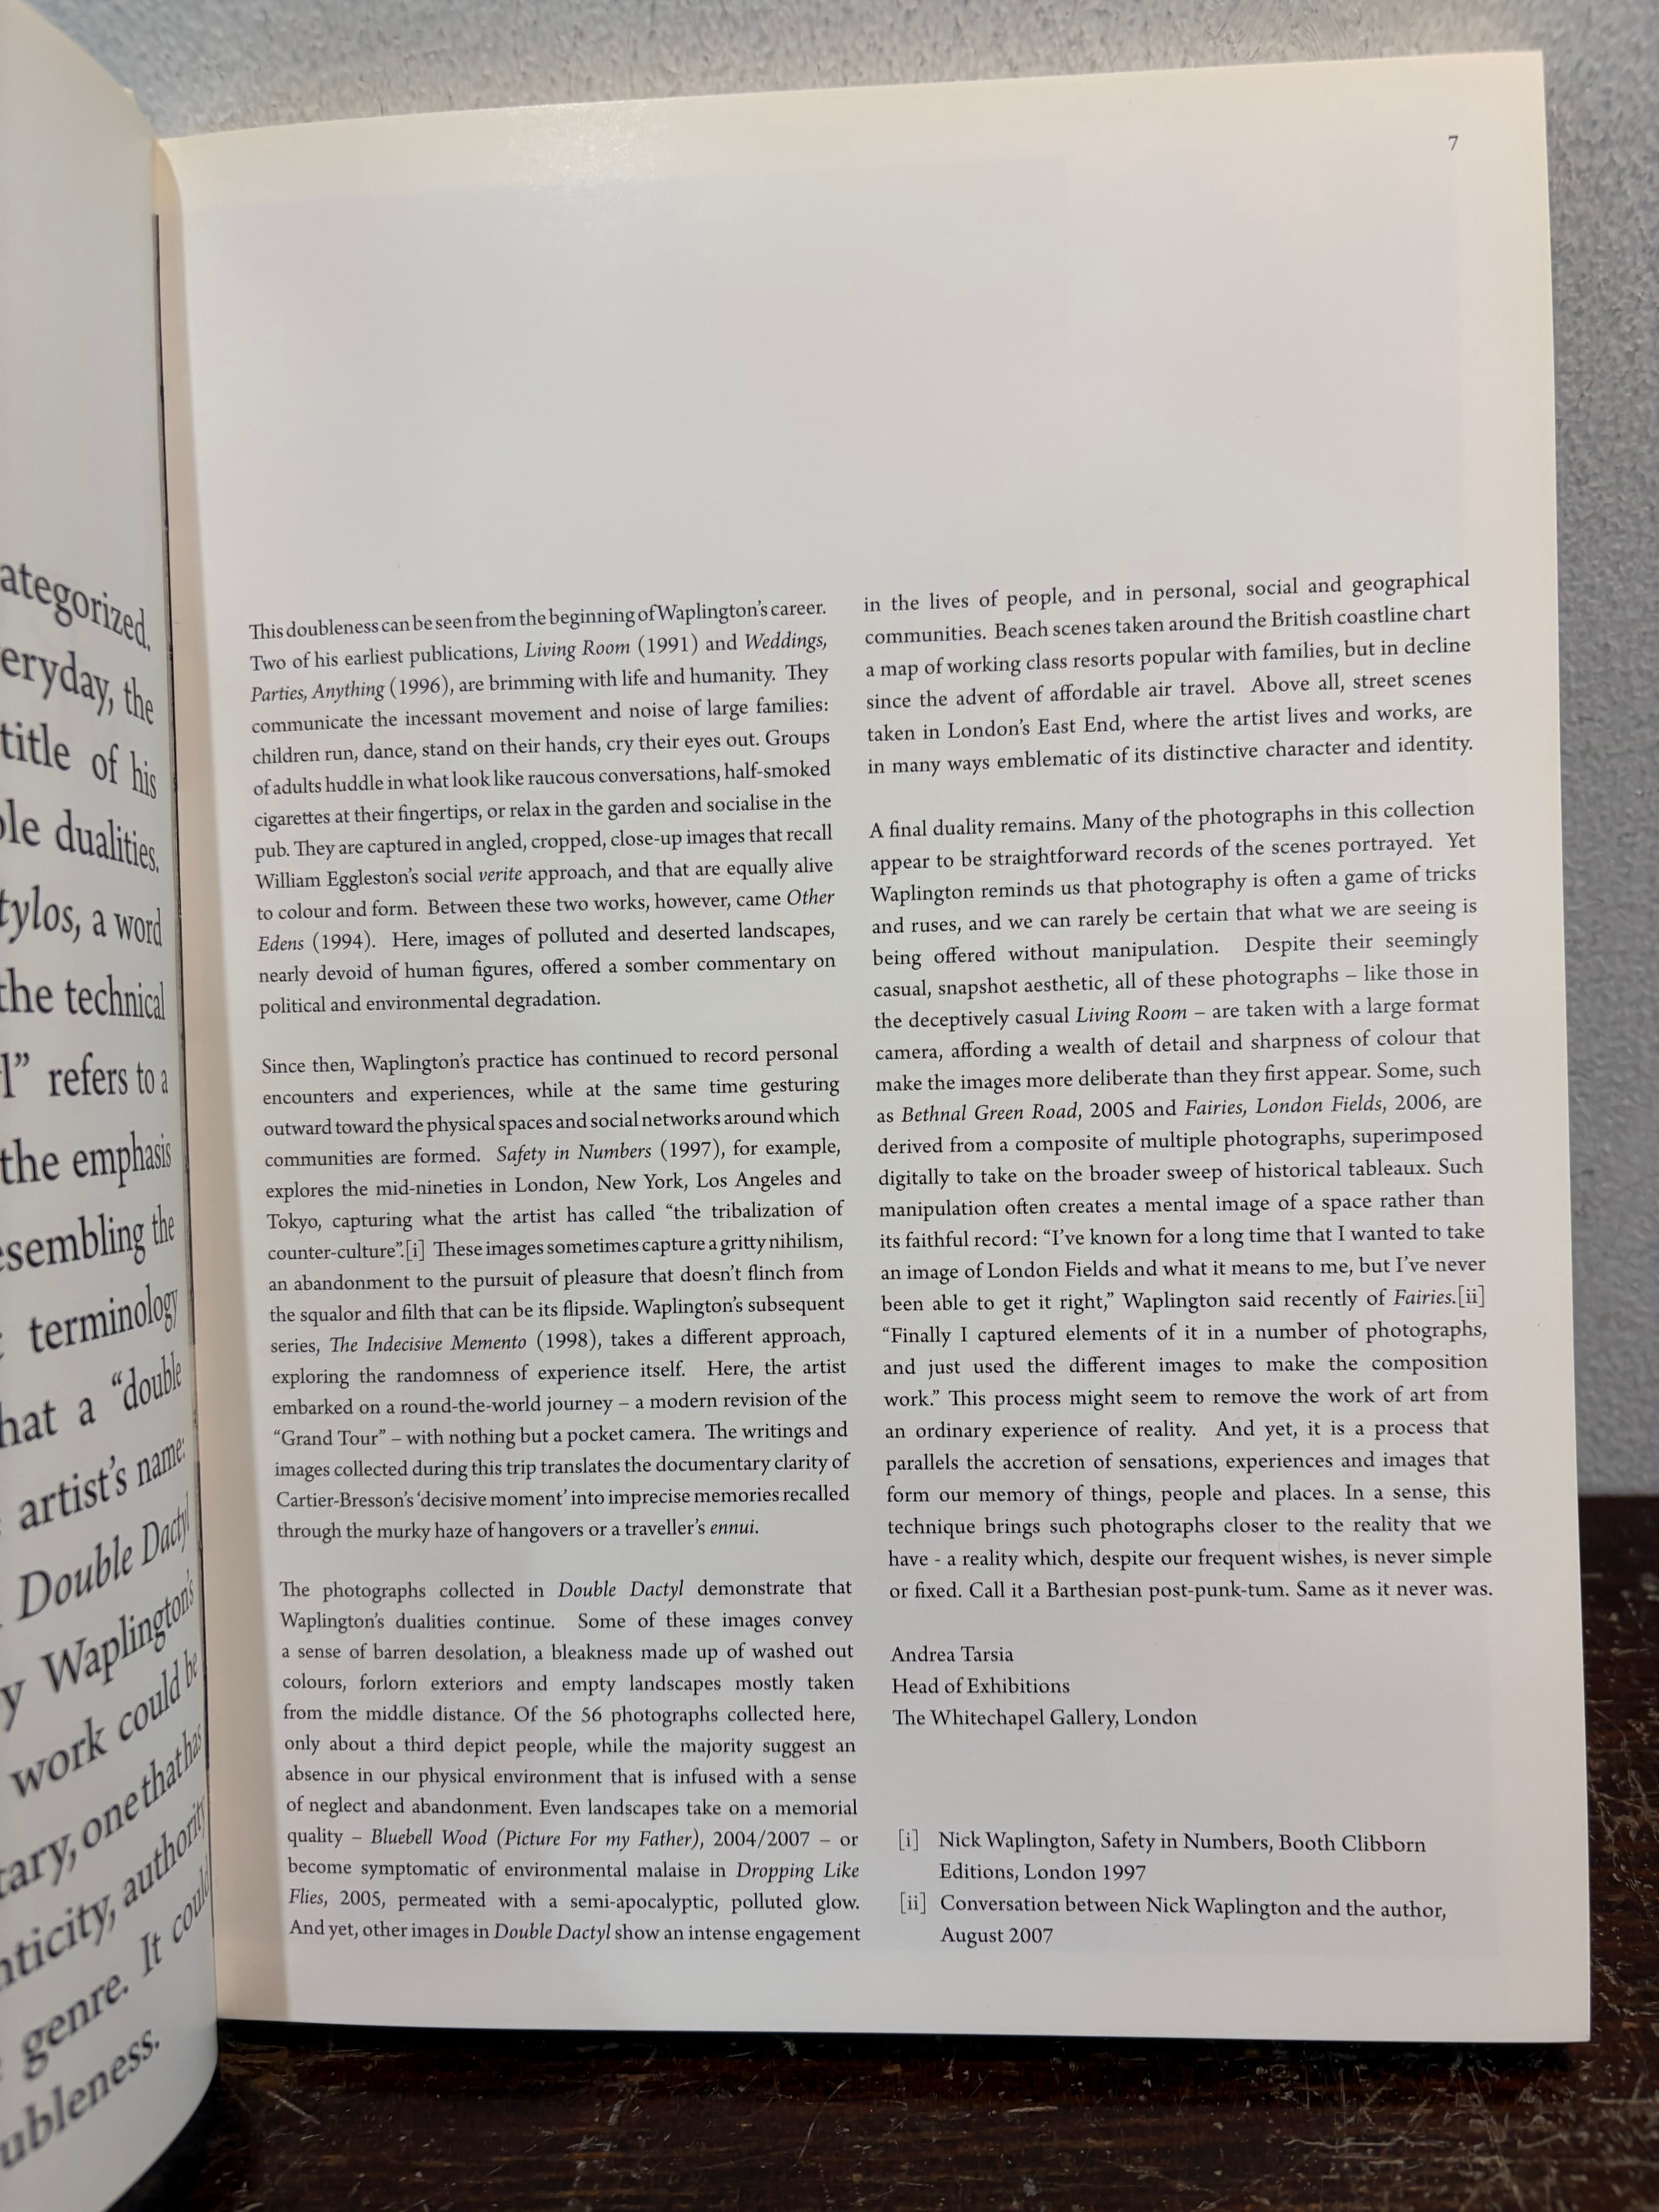 ategorized.
eryday, the
title of his
ple dualities.
tylos, a word
the technical
l” refers to a
the emphasis
esembling the
terminology
hat a “double
artist’s name:
Double Dactyl
y Waplington’s
work could be
tary, one that has
nticity, authority
genre. It could
ubleness.
7
This doubleness can be seen from the beginning of Waplington’s career.
Two of his earliest publications, Living Room (1991) and Weddings,
Parties, Anything (1996), are brimming with life and humanity. They
communicate the incessant movement and noise of large families:
children run, dance, stand on their hands, cry their eyes out. Groups
of adults huddle in what look like raucous conversations, half-smoked
cigarettes at their fingertips, or relax in the garden and socialise in the
pub. They are captured in angled, cropped, close-up images that recall
William Eggleston’s social verite approach, and that are equally alive
to colour and form. Between these two works, however, came Other
Edens (1994). Here, images of polluted and deserted landscapes,
nearly devoid of human figures, offered a somber commentary on
political and environmental degradation.
Since then, Waplington’s practice has continued to record personal
encounters and experiences, while at the same time gesturing
outward toward the physical spaces and social networks around which
communities are formed. Safety in Numbers (1997), for example,
explores the mid-nineties in London, New York, Los Angeles and
Tokyo, capturing what the artist has called “the tribalization of
counter-culture”.[i] These images sometimes capture a gritty nihilism,
an abandonment to the pursuit of pleasure that doesn’t flinch from
the squalor and filth that can be its flipside. Waplington’s subsequent
series, The Indecisive Memento (1998), takes a different approach,
exploring the randomness of experience itself. Here, the artist
embarked on a round-the-world journey – a modern revision of the
“Grand Tour” – with nothing but a pocket camera. The writings and
images collected during this trip translates the documentary clarity of
Cartier-Bresson’s ‘decisive moment’ into imprecise memories recalled
through the murky haze of hangovers or a traveller’s ennui.
The photographs collected in Double Dactyl demonstrate that
Waplington’s dualities continue. Some of these images convey
a sense of barren desolation, a bleakness made up of washed out
colours, forlorn exteriors and empty landscapes mostly taken
from the middle distance. Of the 56 photographs collected here,
only about a third depict people, while the majority suggest an
absence in our physical environment that is infused with a sense
of neglect and abandonment. Even landscapes take on a memorial
quality – Bluebell Wood (Picture For my Father), 2004/2007 – or
become symptomatic of environmental malaise in Dropping Like
Flies, 2005, permeated with a semi-apocalyptic, polluted glow.
And yet, other images in Double Dactyl show an intense engagement
in the lives of people, and in personal, social and geographical
communities. Beach scenes taken around the British coastline chart
a map of working class resorts popular with families, but in decline
since the advent of affordable air travel. Above all, street scenes
taken in London’s East End, where the artist lives and works, are
in many ways emblematic of its distinctive character and identity.
A final duality remains. Many of the photographs in this collection
appear to be straightforward records of the scenes portrayed. Yet
Waplington reminds us that photography is often a game of tricks
and ruses, and we can rarely be certain that what we are seeing is
being offered without manipulation. Despite their seemingly
casual, snapshot aesthetic, all of these photographs – like those in
the deceptively casual Living Room – are taken with a large format
camera, affording a wealth of detail and sharpness of colour that
make the images more deliberate than they first appear. Some, such
as Bethnal Green Road, 2005 and Fairies, London Fields, 2006, are
derived from a composite of multiple photographs, superimposed
digitally to take on the broader sweep of historical tableaux. Such
manipulation often creates a mental image of a space rather than
its faithful record: “I’ve known for a long time that I wanted to take
an image of London Fields and what it means to me, but I’ve never
been able to get it right,” Waplington said recently of Fairies.[ii]
“Finally I captured elements of it in a number of photographs,
and just used the different images to make the composition
work.” This process might seem to remove the work of art from
an ordinary experience of reality. And yet, it is a process that
parallels the accretion of sensations, experiences and images that
form our memory of things, people and places. In a sense, this
technique brings such photographs closer to the reality that we
have - a reality which, despite our frequent wishes, is never simple
or fixed. Call it a Barthesian post-punk-tum. Same as it never was.
Andrea Tarsia
Head of Exhibitions
The Whitechapel Gallery, London
[i] Nick Waplington, Safety in Numbers, Booth Clibborn
Editions, London 1997
[ii] Conversation between Nick Waplington and the author,
August 2007